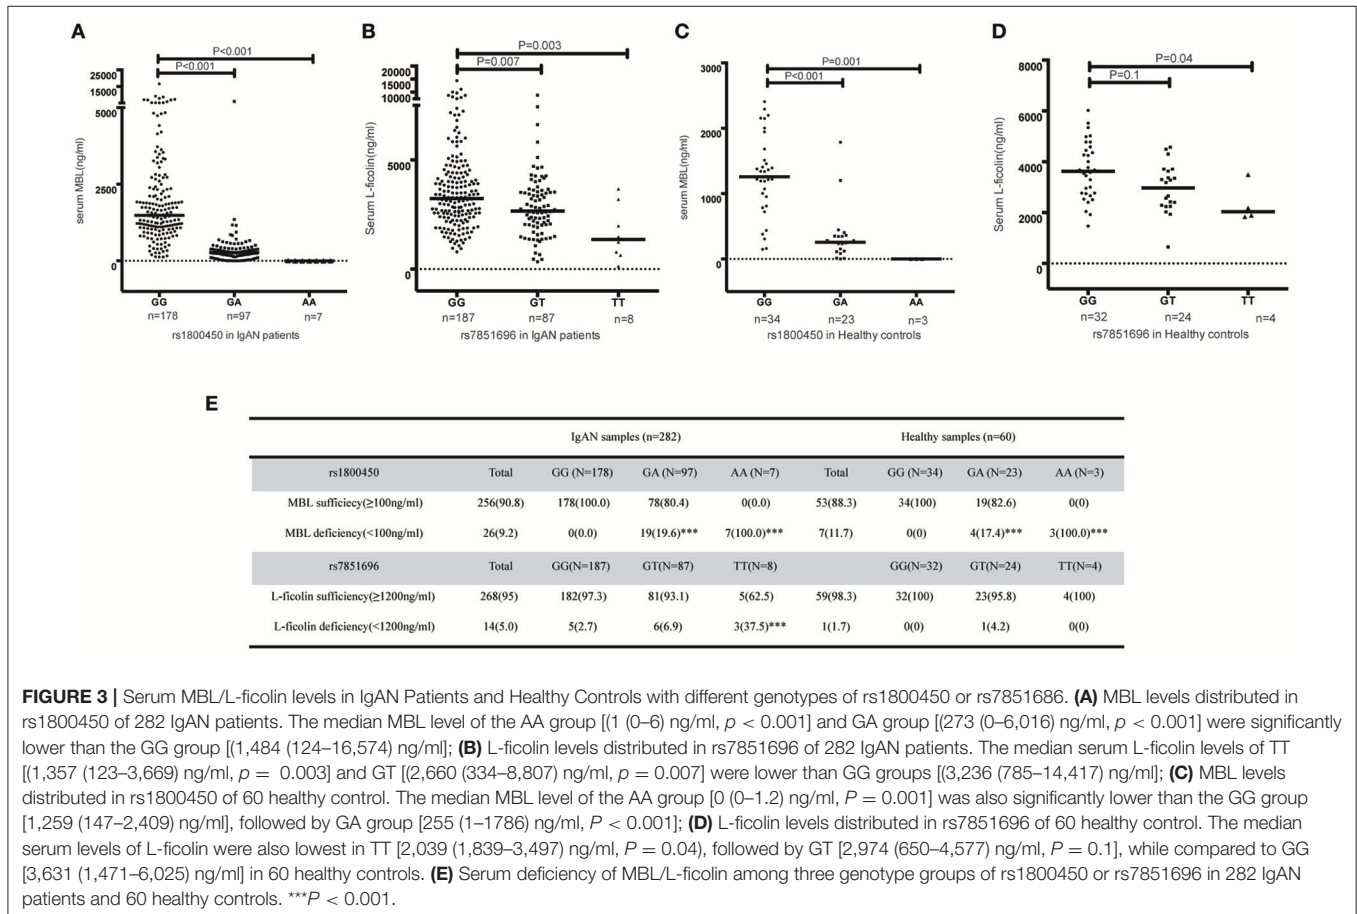 A
P<0.001
P<0.001
25000
15000
5000
2500
0
serum MBL(ng/ml)
GG GA AA
n=178 n=97 n=7
rs1800450 in IgAN patients
B
P=0.003
P=0.007
20000
15000
10000
5000
0
Serum L-ficolin(ng/ml)
GG GT TT
n=187 n=87 n=8
rs7851696 in IgAN patients
C
P=0.001
P<0.001
3000
2000
1000
0
serum MBL(ng/ml)
GG GA AA
n=34 n=23 n=3
rs1800450 in Healthy controls
D
P=0.04
P=0.1
8000
6000
4000
2000
0
Serum L-ficolin(ng/ml)
GG GT TT
n=32 n=24 n=4
rs7851696 in Healthy controls
E
IgAN samples (n=282) Healthy samples (n=60)
rs1800450 Total GG (N=178) GA (N=97) AA (N=7) Total GG (N=34) GA (N=23) AA (N=3)
MBL sufficiecy(≥100ng/ml) 256(90.8) 178(100.0) 78(80.4) 0(0.0) 53(88.3) 34(100) 19(82.6) 0(0)
MBL deficiency(<100ng/ml) 26(9.2) 0(0.0) 19(19.6)*** 7(100.0)*** 7(11.7) 0(0) 4(17.4)*** 3(100.0)***
rs7851696 Total GG(N=187) GT(N=87) TT(N=8) GG(N=32) GT(N=24) TT(N=4)
L-ficolin sufficiency(≥1200ng/ml) 268(95) 182(97.3) 81(93.1) 5(62.5) 59(98.3) 32(100) 23(95.8) 4(100)
L-ficolin deficiency(<1200ng/ml) 14(5.0) 5(2.7) 6(6.9) 3(37.5)*** 1(1.7) 0(0) 1(4.2) 0(0)
FIGURE 3 | Serum MBL/L-ficolin levels in IgAN Patients and Healthy Controls with different genotypes of rs1800450 or rs7851686. (A) MBL levels distributed in
rs1800450 of 282 IgAN patients. The median MBL level of the AA group [(1 (0–6) ng/ml, p < 0.001] and GA group [(273 (0–6,016) ng/ml, p < 0.001] were significantly
lower than the GG group [(1,484 (124–16,574) ng/ml]; (B) L-ficolin levels distributed in rs7851696 of 282 IgAN patients. The median serum L-ficolin levels of TT
[(1,357 (123–3,669) ng/ml, p = 0.003] and GT [(2,660 (334–8,807) ng/ml, p = 0.007] were lower than GG groups [(3,236 (785–14,417) ng/ml]; (C) MBL levels
distributed in rs1800450 of 60 healthy control. The median MBL level of the AA group [0 (0–1.2) ng/ml, P = 0.001] was also significantly lower than the GG group
[1,259 (147–2,409) ng/ml], followed by GA group [255 (1–1786) ng/ml, P < 0.001]; (D) L-ficolin levels distributed in rs7851696 of 60 healthy control. The median
serum levels of L-ficolin were also lowest in TT [2,039 (1,839–3,497) ng/ml, P = 0.04), followed by GT [2,974 (650–4,577) ng/ml, P = 0.1], while compared to GG
[3,631 (1,471–6,025) ng/ml] in 60 healthy controls. (E) Serum deficiency of MBL/L-ficolin among three genotype groups of rs1800450 or rs7851696 in 282 IgAN
patients and 60 healthy controls. ***P < 0.001.